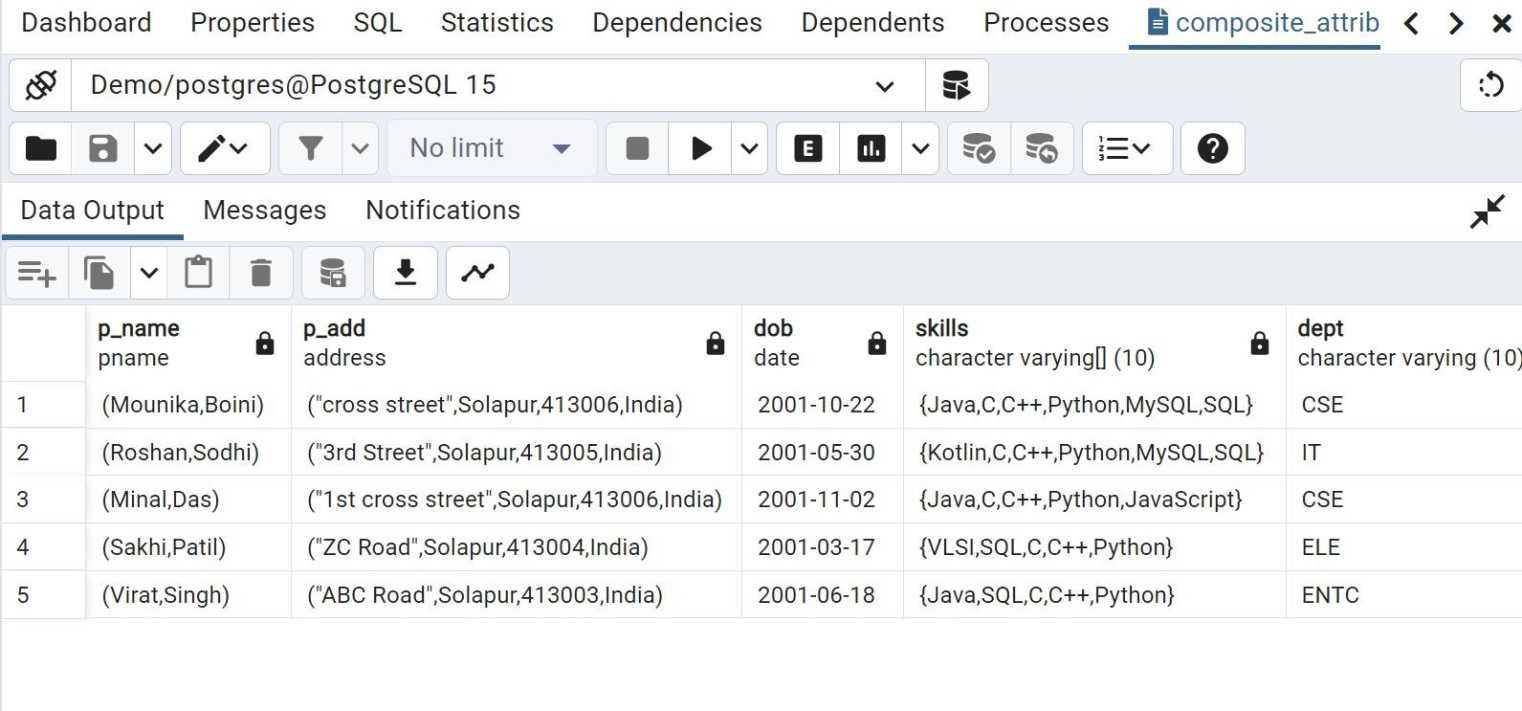 Dashboard Properties SQL Statistics Dependencies Dependents Processes composite_attrib
Demo/postgres@PostgreSQL 15
No limit E
Data Output Messages Notifications
p_name p_add dob skills dept
pname address date character varying[] (10) character varying (10)
1 (Mounika,Boini) ("cross street",Solapur,413006,India) 2001-10-22 {Java,C,C++,Python,MySQL,SQL} CSE
2 (Roshan,Sodhi) ("3rd Street",Solapur,413005,India) 2001-05-30 {Kotlin,C,C++,Python,MySQL,SQL} IT
3 (Minal,Das) ("1st cross street",Solapur,413006,India) 2001-11-02 {Java,C,C++,Python,JavaScript} CSE
4 (Sakhi,Patil) ("ZC Road",Solapur,413004,India) 2001-03-17 {VLSI,SQL,C,C++,Python} ELE
5 (Virat,Singh) ("ABC Road",Solapur,413003,India) 2001-06-18 {Java,SQL,C,C++,Python} ENTC